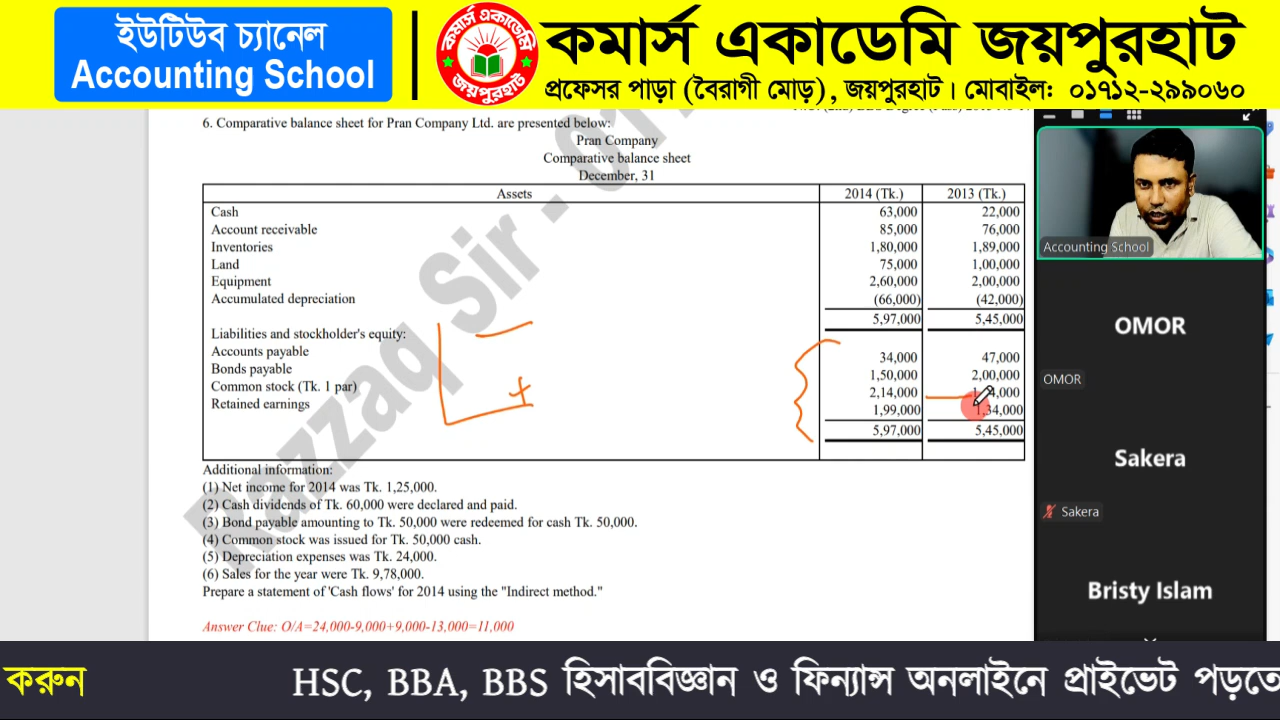 ইউটিউব চ্যানেল
Accounting School
কমার্স একাডেমি
জয়পুরহাট
কমার্স একাডেমি জয়পুরহাট
প্রফেসর পাড়া (বৈরাগী মোড়), জয়পুরহাট। মোবাইল: ০১৭১২-২৯৯০৬০
6. Comparative balance sheet for Pran Company Ltd. are presented below:
Pran Company
Comparative balance sheet
December, 31
Assets 2014 (Tk.) 2013 (Tk.)
Cash 63,000 22,000
Account receivable 85,000 76,000
Inventories 1,80,000 1,89,000
Land 75,000 1,00,000
Equipment 2,60,000 2,00,000
Accumulated depreciation (66,000) (42,000)
5,97,000 5,45,000
Liabilities and stockholder's equity:
Accounts payable 34,000 47,000
Bonds payable 1,50,000 2,00,000
Common stock (Tk. 1 par) 2,14,000
Retained earnings 1,99,000 1,34,000
5,97,000 5,45,000
Additional information:
(1) Net income for 2014 was Tk. 1,25,000.
(2) Cash dividends of Tk. 60,000 were declared and paid.
(3) Bond payable amounting to Tk. 50,000 were redeemed for cash Tk. 50,000.
(4) Common stock was issued for Tk. 50,000 cash.
(5) Depreciation expenses was Tk. 24,000.
(6) Sales for the year were Tk. 9,78,000.
Prepare a statement of 'Cash flows' for 2014 using the "Indirect method."
Answer Clue: O/A=24,000-9,000+9,000-13,000=11,000
Razzaq Sir - 01
Accounting School
OMOR
OMOR
Sakera
Sakera
Bristy Islam
করুন HSC, BBA, BBS হিসাববিজ্ঞান ও ফিন্যান্স অনলাইনে প্রাইভেট পড়তে